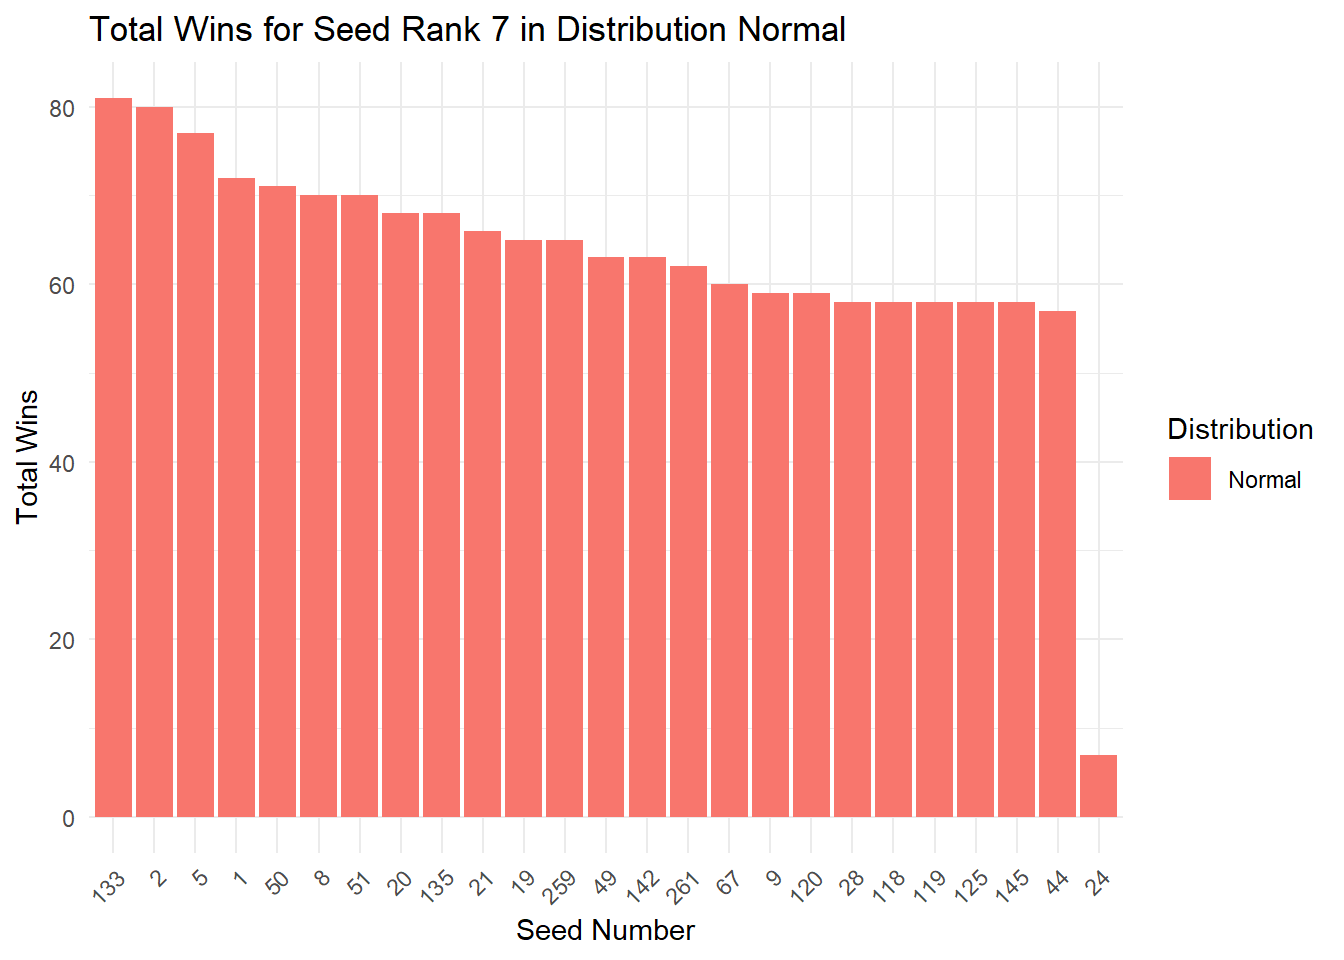 Total Wins for Seed Rank 7 in Distribution Normal
Total Wins
80
60
40
20
0
133 2 5 1 50 8 51 20 135 21 19 259 49 142 261 67 9 120 28 118 119 125 145 44 24
Seed Number
Distribution
Normal